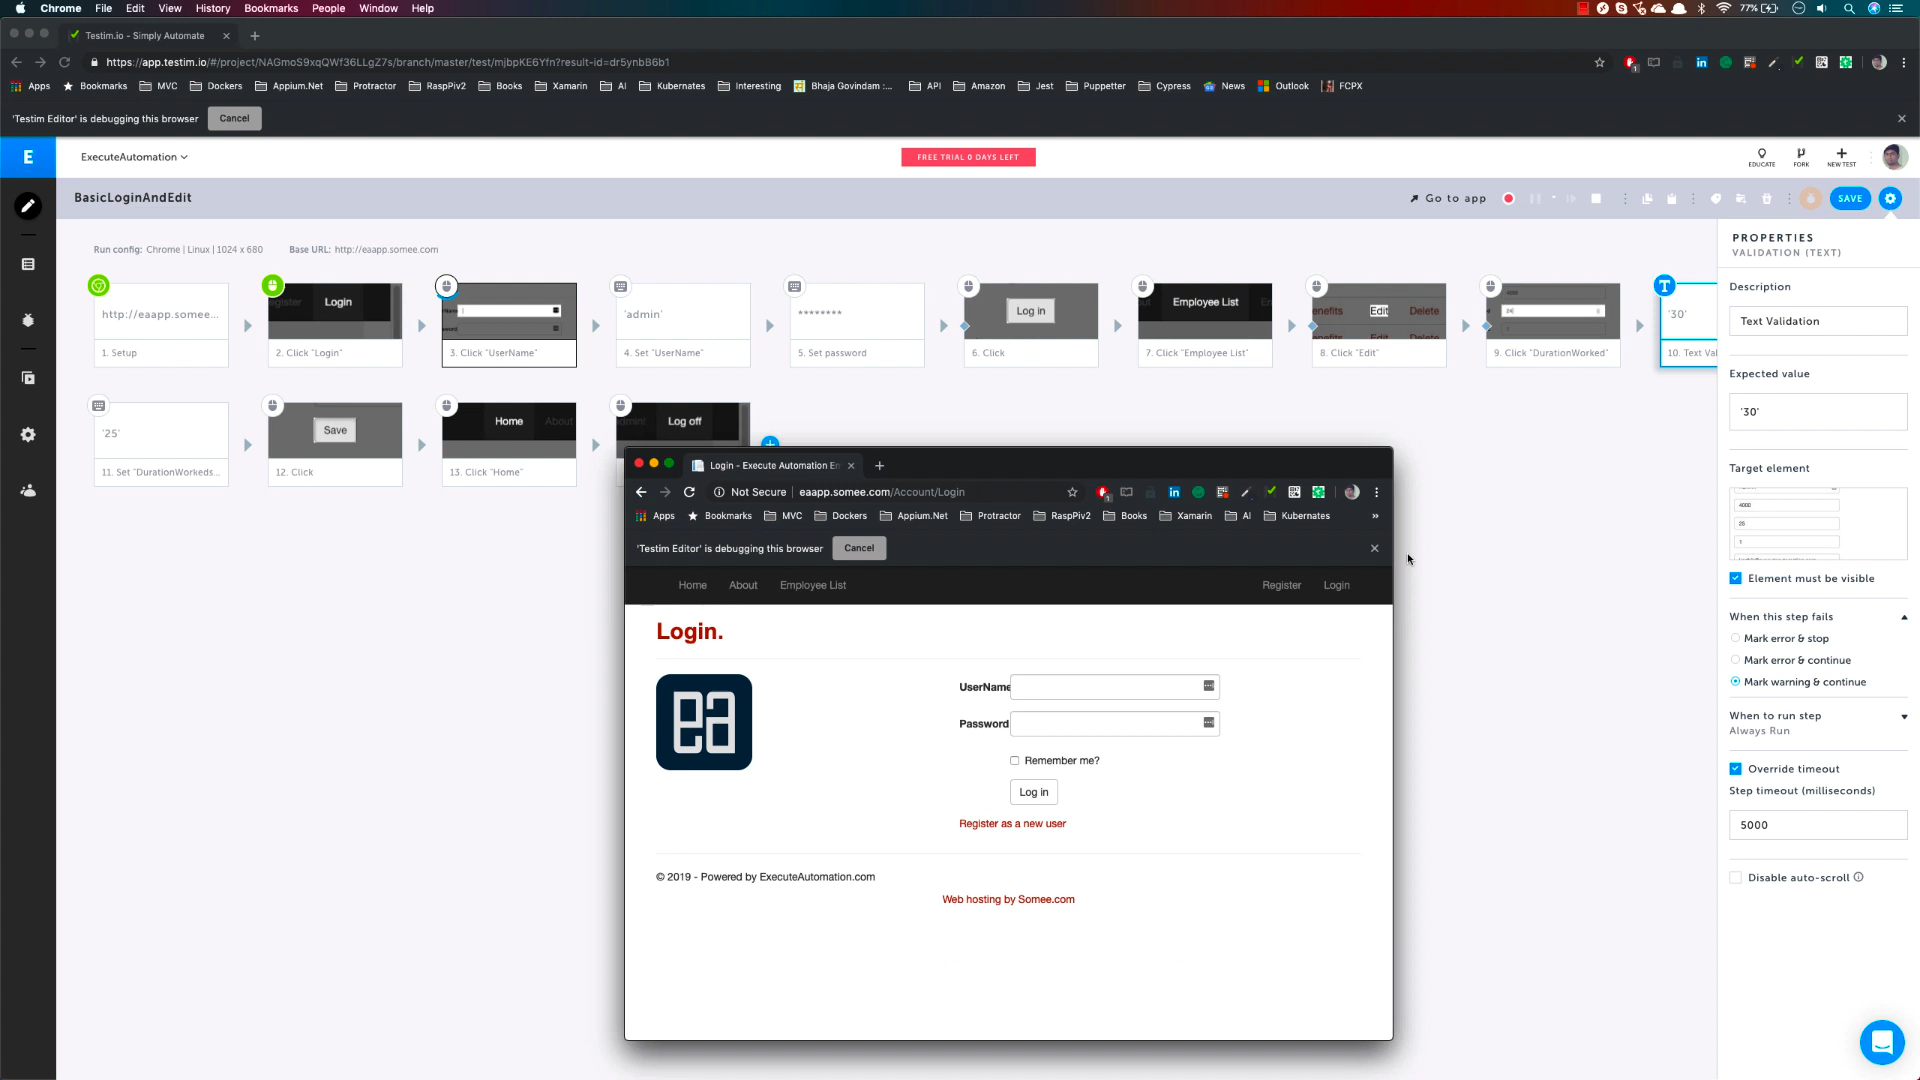 Chrome File Edit View History Bookmarks People Window Help
77%
Testim.io - Simply Automate
https://app.testim.io/#/project/NAGmoS9xqQWf36LLgZ7s/branch/master/test/mjbpKE6Yfn?result-id=dr5ynbB6b1
Apps Bookmarks MVC Dockers Appium.Net Protractor RaspPiv2 Books Xamarin AI Kubernetes Interesting Bhaja Govindam :... API Amazon Jest Puppetter Cypress News Outlook FCPX
'Testim Editor' is debugging this browser Cancel
E ExecuteAutomation FREE TRIAL 0 DAYS LEFT EDUCATE FORK NEW TEST
BasicLoginAndEdit Go to app SAVE
Run config: Chrome | Linux | 1024 x 680 Base URL: http://eaapp.somee.com
http://eaapp.somee...
1. Setup
Login
2. Click "Login"
3. Click "UserName"
'admin'
4. Set "UserName"
********
5. Set password
Log in
6. Click
Employee List
7. Click "Employee List"
enefits Edit Delete
8. Click "Edit"
9. Click "DurationWorked"
T
'30'
10. Text Val
'25'
11. Set "DurationWorkeds...
Save
12. Click
Home About
13. Click "Home"
Log off
PROPERTIES
VALIDATION (TEXT)
Description
Text Validation
Expected value
'30'
Target element
4000
25
1
Element must be visible
When this step fails
Mark error & stop
Mark error & continue
Mark warning & continue
When to run step
Always Run
Override timeout
Step timeout (milliseconds)
5000
Disable auto-scroll
Login - Execute Automation En
Not Secure eaapp.somee.com/Account/Login
Apps Bookmarks MVC Dockers Appium.Net Protractor RaspPiv2 Books Xamarin AI Kubernetes »
'Testim Editor' is debugging this browser Cancel
Home About Employee List Register Login
Login.
ea
UserName
Password
Remember me?
Log in
Register as a new user
© 2019 - Powered by ExecuteAutomation.com
Web hosting by Somee.com